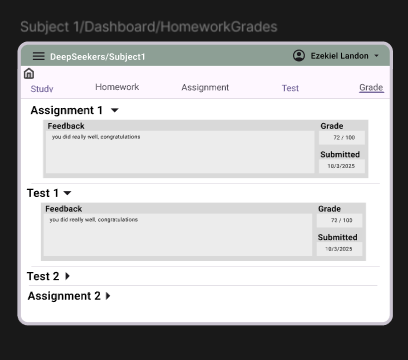 Subject 1/Dashboard/HomeworkGrades
DeepSeekers/Subject1
Ezekiel Landon
Study
Homework
Assignment
Test
Grade
Assignment 1
Feedback
Grade
you did really well, congratulations
72 / 100
Submitted
10/3/2025
Test 1
Feedback
Grade
you did really well, congratulations
72 / 100
Submitted
10/3/2025
Test 2
Assignment 2